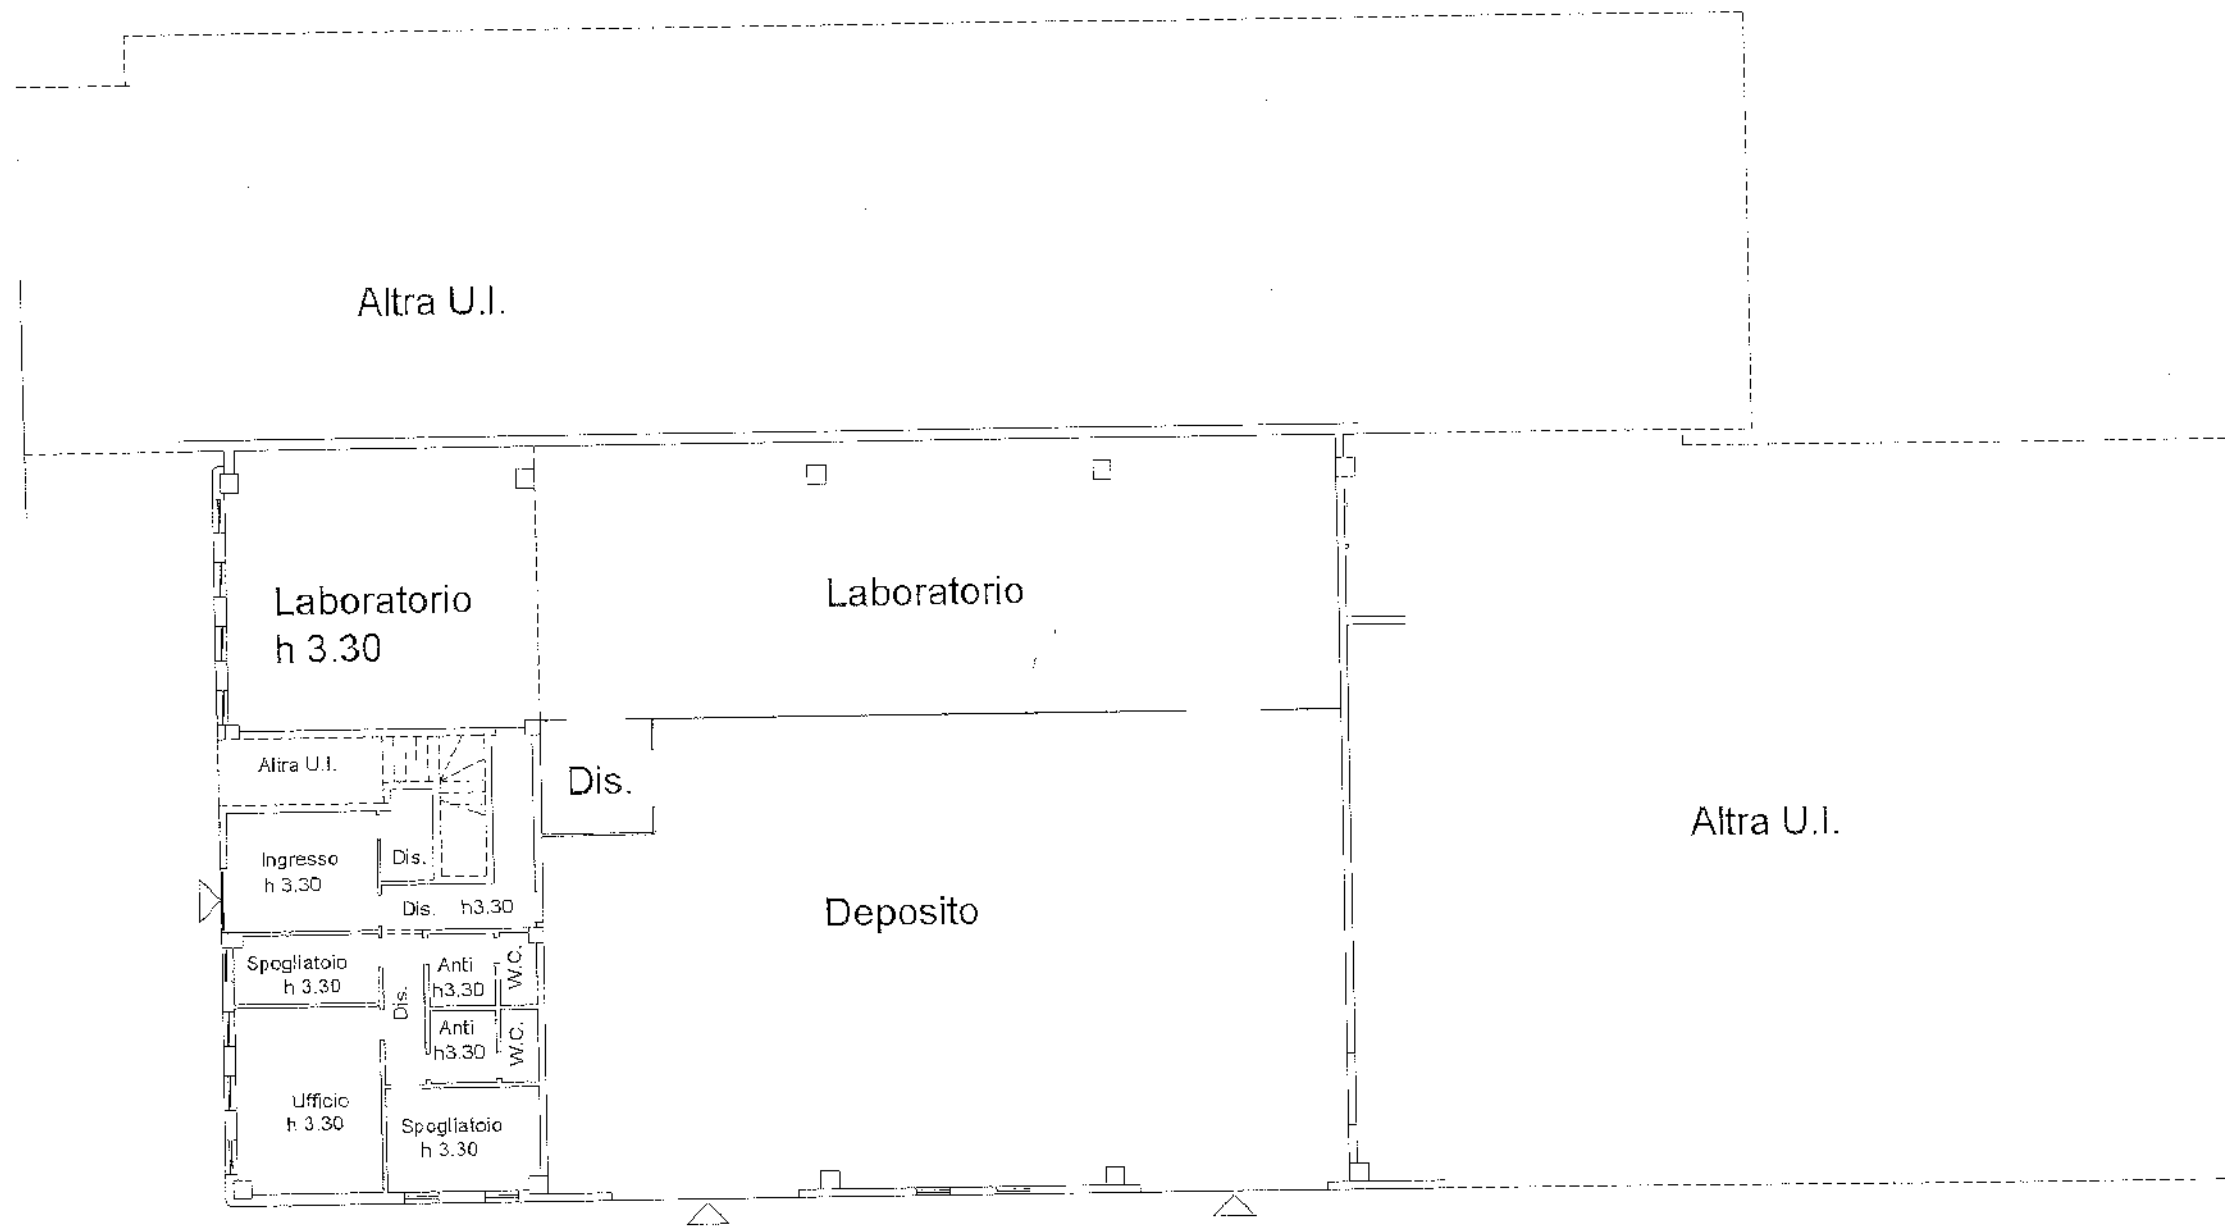 Altra U.I.
Laboratorio
h 3.30
Laboratorio
Altra U.I.
Dis.
Altra U.I.
Ingresso
h 3.30
Dis.
Dis. h3.30
Deposito
Spogliatoio
h 3.30
Dis.
Anti
h3.30
W.C.
Anti
h3.30
W.C.
Ufficio
h 3.30
Spogliatoio
h 3.30